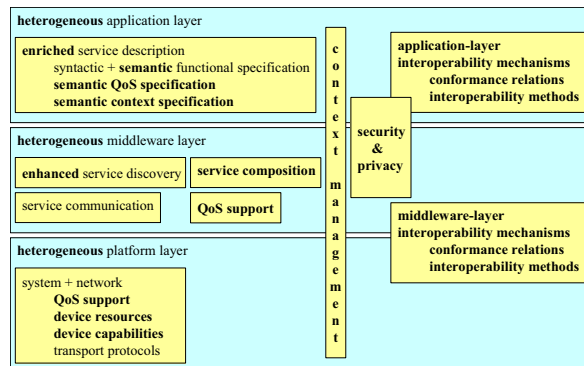 heterogeneous application layer
enriched service description
syntactic + semantic functional specification
semantic QoS specification
semantic context specification
context management
application-layer
interoperability mechanisms
conformance relations
interoperability methods
security
&
privacy
heterogeneous middleware layer
enhanced service discovery
service composition
service communication
QoS support
middleware-layer
interoperability mechanisms
conformance relations
interoperability methods
heterogeneous platform layer
system + network
QoS support
device resources
device capabilities
transport protocols